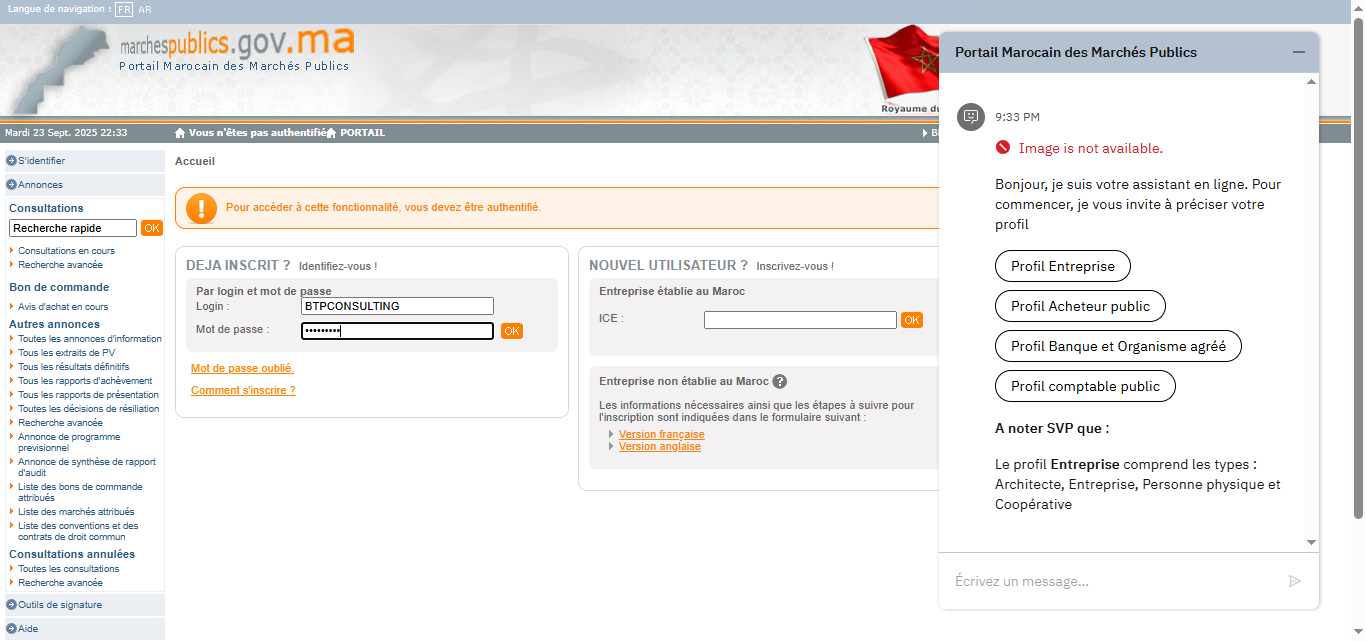 Langue de navigation : FR AR
marchespublics.gov.ma
Portail Marocain des Marchés Publics
Royaume du
Mardi 23 Sept. 2025 22:33
Vous n'êtes pas authentifié
PORTAIL
S'identifier
Annonces
Consultations
Recherche rapide
OK
Consultations en cours
Recherche avancée
Bon de commande
Avis d'achat en cours
Autres annonces
Toutes les annonces d'information
Tous les extraits de PV
Tous les résultats définitifs
Tous les rapports d'achèvement
Tous les rapports de présentation
Toutes les décisions de résiliation
Recherche avancée
Annonce de programme
previsionnel
Annonce de synthèse de rapport
d'audit
Liste des bons de commande
attribués
Liste des marchés attribués
Liste des conventions et des
contrats de droit commun
Consultations annulées
Toutes les consultations
Recherche avancée
Outils de signature
Aide
Accueil
Pour accéder à cette fonctionnalité, vous devez être authentifié.
DEJA INSCRIT ? Identifiez-vous !
Par login et mot de passe
Login : BTPCONSULTING
Mot de passe : •••••••••
OK
Mot de passe oublié.
Comment s'inscrire ?
NOUVEL UTILISATEUR ? Inscrivez-vous !
Entreprise établie au Maroc
ICE :
OK
Entreprise non établie au Maroc ?
Les informations nécessaires ainsi que les étapes à suivre pour
l'inscription sont indiquées dans le formulaire suivant :
Version française
Version anglaise
Portail Marocain des Marchés Publics
9:33 PM
Image is not available.
Bonjour, je suis votre assistant en ligne. Pour
commencer, je vous invite à préciser votre
profil
Profil Entreprise
Profil Acheteur public
Profil Banque et Organisme agréé
Profil comptable public
A noter SVP que :
Le profil Entreprise comprend les types :
Architecte, Entreprise, Personne physique et
Coopérative
Écrivez un message...